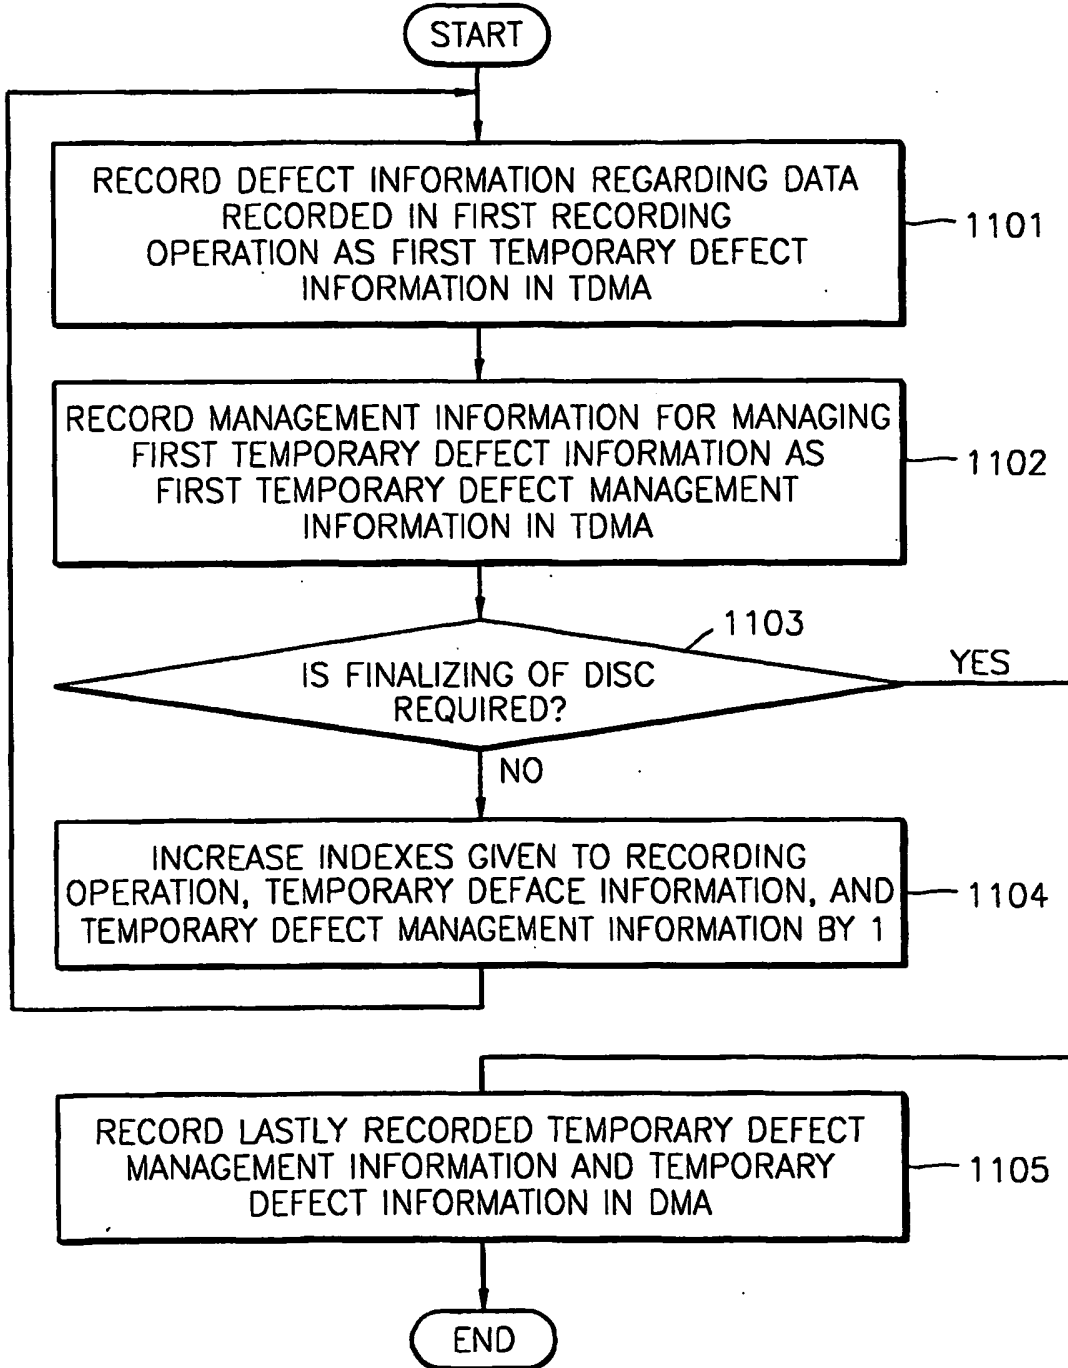 START
RECORD DEFECT INFORMATION REGARDING DATA
RECORDED IN FIRST RECORDING
OPERATION AS FIRST TEMPORARY DEFECT
INFORMATION IN TDMA
1101
RECORD MANAGEMENT INFORMATION FOR MANAGING
FIRST TEMPORARY DEFECT INFORMATION AS
FIRST TEMPORARY DEFECT MANAGEMENT
INFORMATION IN TDMA
1102
1103
IS FINALIZING OF DISC
REQUIRED?
YES
NO
INCREASE INDEXES GIVEN TO RECORDING
OPERATION, TEMPORARY DEFACE INFORMATION, AND
TEMPORARY DEFECT MANAGEMENT INFORMATION BY 1
1104
RECORD LASTLY RECORDED TEMPORARY DEFECT
MANAGEMENT INFORMATION AND TEMPORARY
DEFECT INFORMATION IN DMA
1105
END